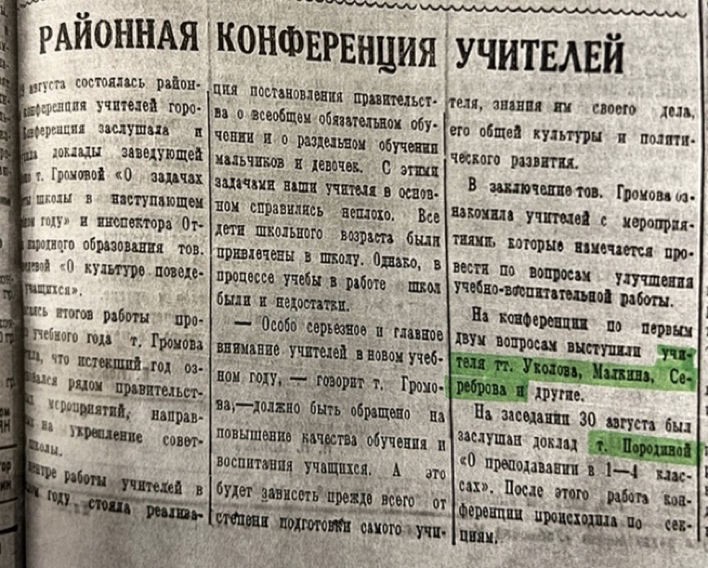 РАЙОННАЯ КОНФЕРЕНЦИЯ УЧИТЕЛЕЙ
августа состоялась район-
конференция учителей горо-
Конференция заслушала и
доклады заведующей
т. Громовой «О задачах
школы в наступающем
году» и инспектора От-
народного образования тов.
«О культуре поведе-
учащихся».
итогов работы про-
учебного года т. Громова
что истекший год оз-
рядом правительст-
мероприятий, направ-
на укрепление совет-
школы.
центре работы учителей в
году стояла реализа-
ция постановления правительст-
ва о всеобщем обязательном обу-
чении и о раздельном обучении
мальчиков и девочек. С этими
задачами наши учителя в основ-
ном справились неплохо. Все
дети школьного возраста были
привлечены в школу. Однако, в
процессе учебы в работе школ
были и недостатки.
— Особо серьезное и главное
внимание учителей в новом учеб-
ном году, — говорит т. Громо-
ва,—должно быть обращено на
повышение качества обучения и
воспитания учащихся. А это
будет зависеть прежде всего от
степени подготовки самого учи-
теля, знания им своего дела,
его общей культуры и полити-
ческого развития.
В заключение тов. Громова оз-
накомила учителей с мероприя-
тиями, которые намечается про-
вести по вопросам улучшения
учебно-воспитательной работы.
На конференции по первым
двум вопросам выступили учи-
теля тт. Уколова, Малкина, Се-
реброва и другие.
На заседании 30 августа был
заслушан доклад т. Породиной
«О преподавании в 1—4 клас-
сах». После этого работа кон-
ференции происходила по сек-
циям.